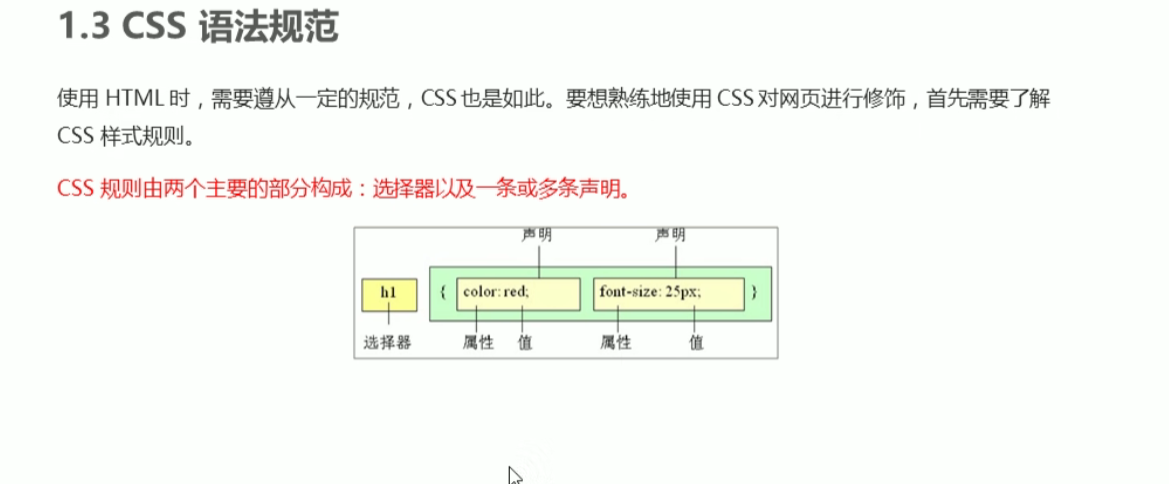 1.3 CSS 语法规范
使用 HTML 时，需要遵从一定的规范，CSS 也是如此。要想熟练地使用 CSS 对网页进行修饰，首先需要了解
CSS 样式规则。
CSS 规则由两个主要的部分构成：选择器以及一条或多条声明。
声明 声明
h1 { color: red; font-size: 25px; }
选择器 属性 值 属性 值